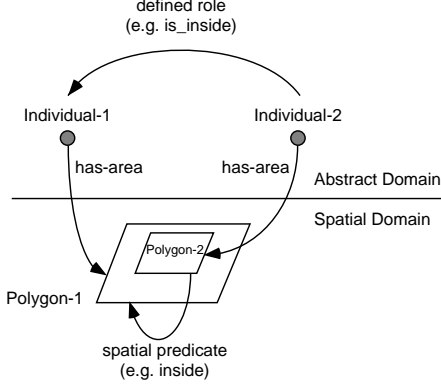 defined role
(e.g. is_inside)
Individual-1
Individual-2
has-area
has-area
Abstract Domain
Spatial Domain
Polygon-2
Polygon-1
spatial predicate
(e.g. inside)